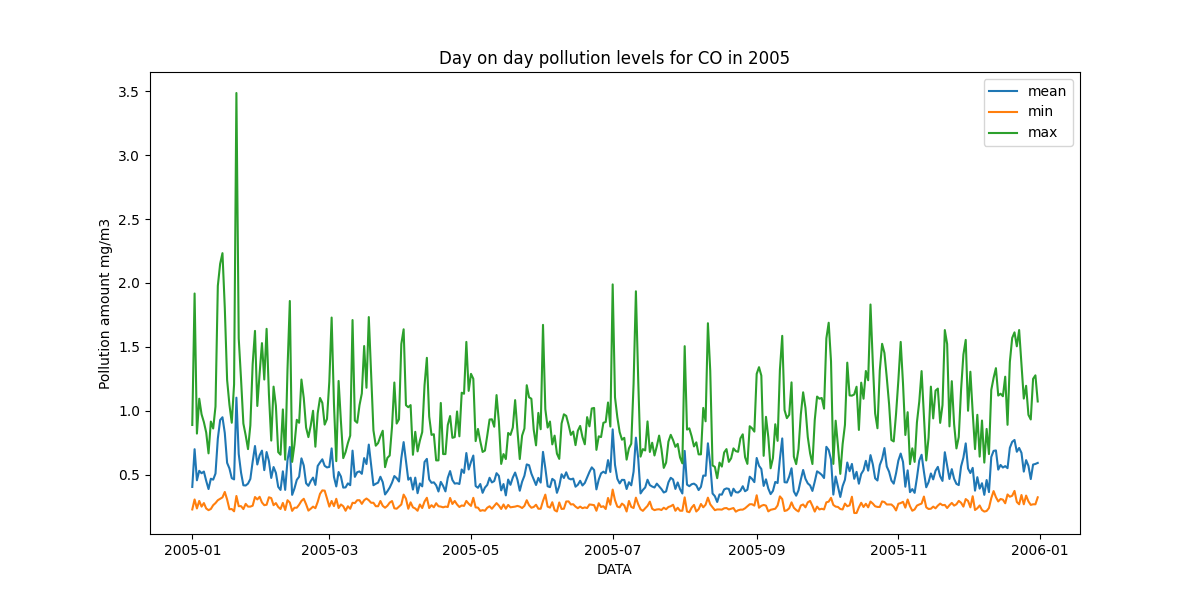 Day on day pollution levels for CO in 2005
mean
min
max
Pollution amount mg/m3
3.5
3.0
2.5
2.0
1.5
1.0
0.5
2005-01
2005-03
2005-05
2005-07
2005-09
2005-11
2006-01
DATA